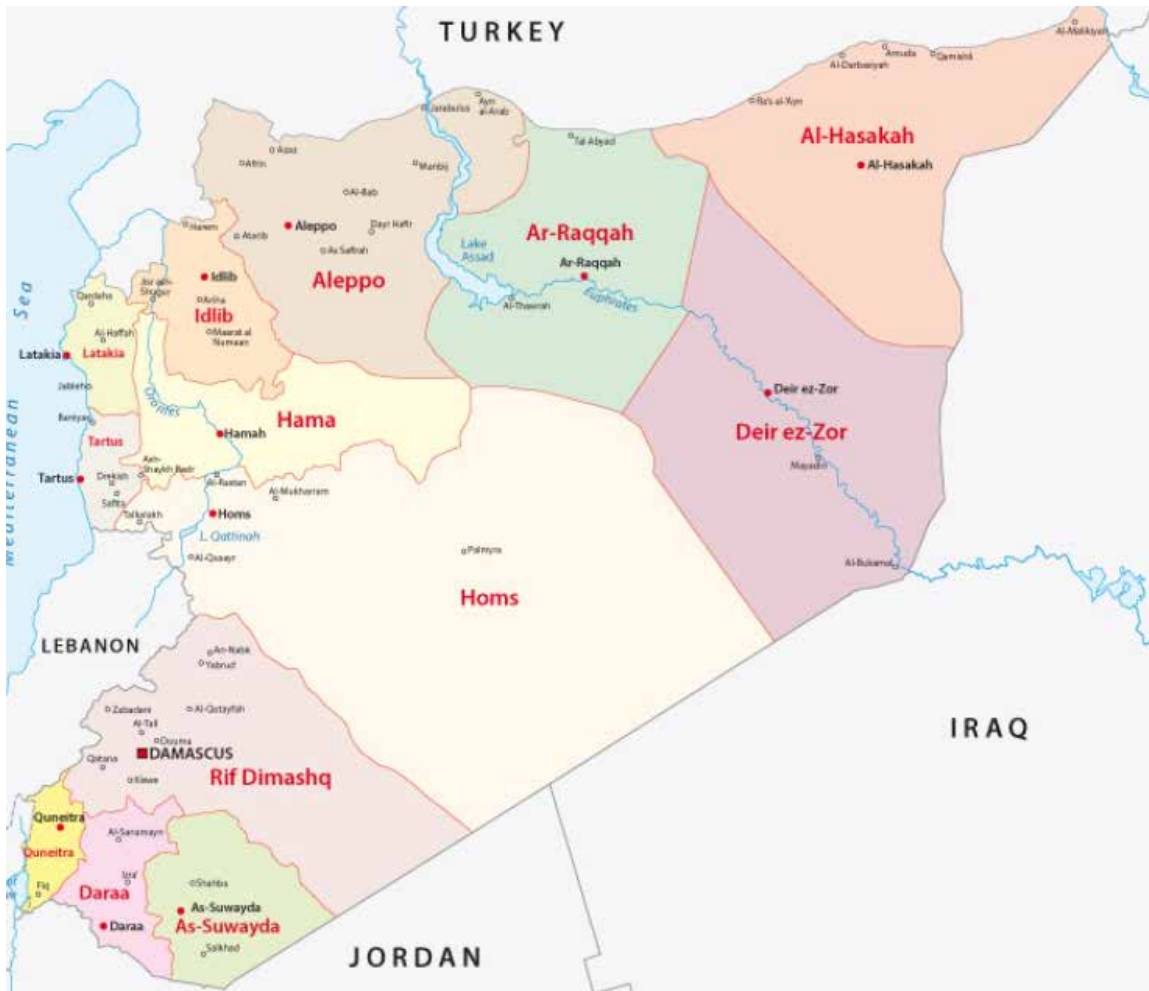 TURKEY
Al-Malikiyah
Amuda
Qamishli
Al-Darbasiyah
Ra's al-'Ayn
Al-Hasakah
Al-Hasakah
Jarabulus
Ayn
al-Arab
Tal Abyad
Azaz
Afrin
Manbij
Al-Bab
Aleppo
Dayr Hafir
Atarib
As Safirah
Aleppo
Harem
Lake
Assad
Ar-Raqqah
Ar-Raqqah
Al-Thawrah
Euphrates
Idlib
Jisr ash-
Shugur
Ariha
Idlib
Maarat al
Numaan
Qardaha
Al-Haffah
Latakia
Latakia
Jableh
Mediterranean Sea
Orontes
Hama
Hamah
Baniyas
Tartus
Tartus
Ash-
Shaykh Badr
Drekish
Safita
Talkalakh
Al-Rastan
Al-Mukharram
Homs
L. Qattinah
Al-Qusayr
Palmyra
Homs
Deir ez-Zor
Deir ez-Zor
Mayadin
Al-Bukamal
LEBANON
An-Nabk
Yabrud
Zabadani
Al-Qutayfah
Al-Tall
Douma
DAMASCUS
Qatana
Kiswe
Rif Dimashq
IRAQ
Quneitra
Quneitra
Fiq
Al-Sanamayn
Izra'
Daraa
Daraa
Shahba
As-Suwayda
As-Suwayda
Salkhad
JORDAN